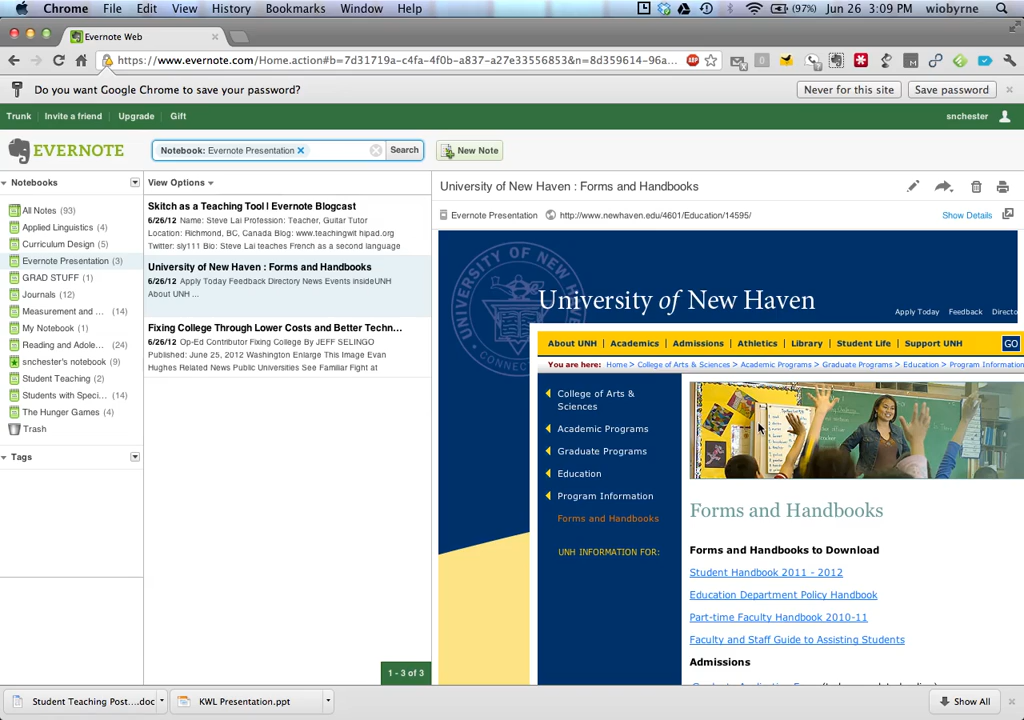 Chrome File Edit View History Bookmarks Window Help (97%) Jun 26 3:09 PM wiobyrne
Evernote Web
https://www.evernote.com/Home.action#b=7d31719a-c4fa-4f0b-a837-a27e33556853&n=8d359614-96a...
Do you want Google Chrome to save your password? Never for this site Save password
Trunk Invite a friend Upgrade Gift snchester
EVERNOTE Notebook: Evernote Presentation Search New Note
Notebooks
All Notes (93)
Applied Linguistics (4)
Curriculum Design (5)
Evernote Presentation (3)
GRAD STUFF (1)
Journals (12)
Measurement and ... (14)
My Notebook (1)
Reading and Adole... (24)
snchester's notebook (9)
Student Teaching (2)
Students with Speci... (14)
The Hunger Games (4)
Trash
Tags
View Options
Skitch as a Teaching Tool | Evernote Blogcast
6/26/12 Name: Steve Lai Profession: Teacher, Guitar Tutor
Location: Richmond, BC, Canada Blog: www.teachingwit hipad.org
Twitter: sly111 Bio: Steve Lai teaches French as a second language
University of New Haven : Forms and Handbooks
6/26/12 Apply Today Feedback Directory News Events insideUNH
About UNH ...
Fixing College Through Lower Costs and Better Techn...
6/26/12 Op-Ed Contributor Fixing College By JEFF SELINGO
Published: June 25, 2012 Washington Enlarge This Image Evan
Hughes Related News Public Universities See Familiar Fight at
1 - 3 of 3
University of New Haven : Forms and Handbooks
Evernote Presentation http://www.newhaven.edu/4601/Education/14595/ Show Details
UNIVERSITY OF NEW HAVEN
University of New Haven
Apply Today Feedback Directo
About UNH | Academics | Admissions | Athletics | Library | Student Life | Support UNH GO
You are here: Home > College of Arts & Sciences > Academic Programs > Graduate Programs > Education > Program Information
College of Arts &
Sciences
Academic Programs
Graduate Programs
Education
Program Information
Forms and Handbooks
UNH INFORMATION FOR:
Forms and Handbooks
Forms and Handbooks to Download
Student Handbook 2011 - 2012
Education Department Policy Handbook
Part-time Faculty Handbook 2010-11
Faculty and Staff Guide to Assisting Students
Admissions
Student Teaching Post....doc KWL Presentation.ppt Show All